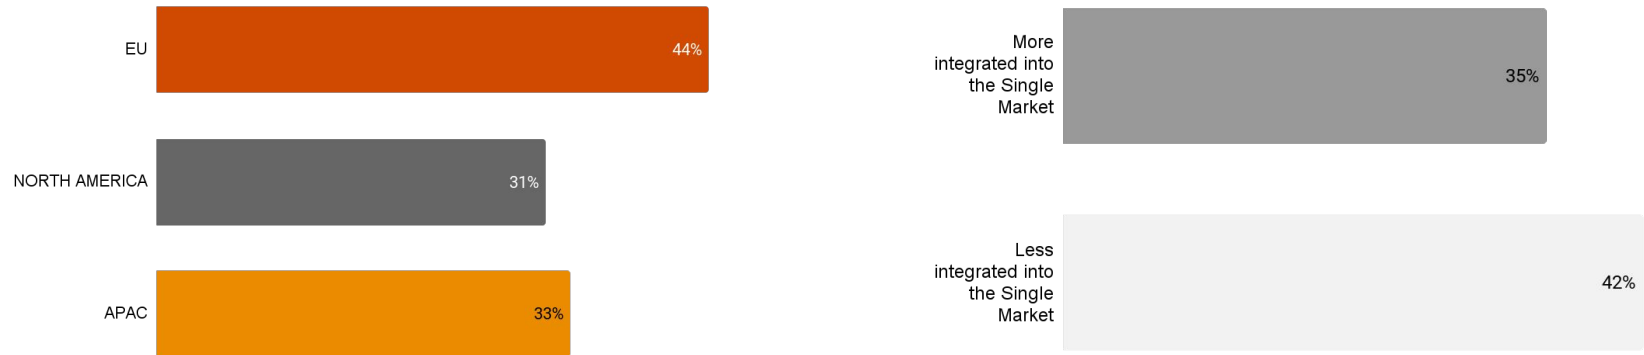 EU
44%
NORTH AMERICA
31%
APAC
33%
More
integrated into
the Single
Market
35%
Less
integrated into
the Single
Market
42%